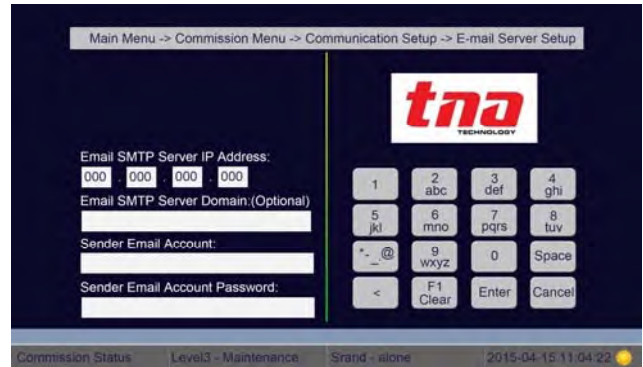 Main Menu -> Commission Menu -> Communication Setup -> E-mail Server Setup
tna
TECHNOLOGY
Email SMTP Server IP Address:
000 . 000 . 000 . 000
Email SMTP Server Domain:(Optional)
Sender Email Account:
Sender Email Account Password:
1
2 abc
3 def
4 ghi
5 jkl
6 mno
7 pqrs
8 tuv
*-_@
9 wxyz
0
Space
<
F1 Clear
Enter
Cancel
Commission Status Level3 - Maintenance Srand - alone 2015-04-15 11:04:22